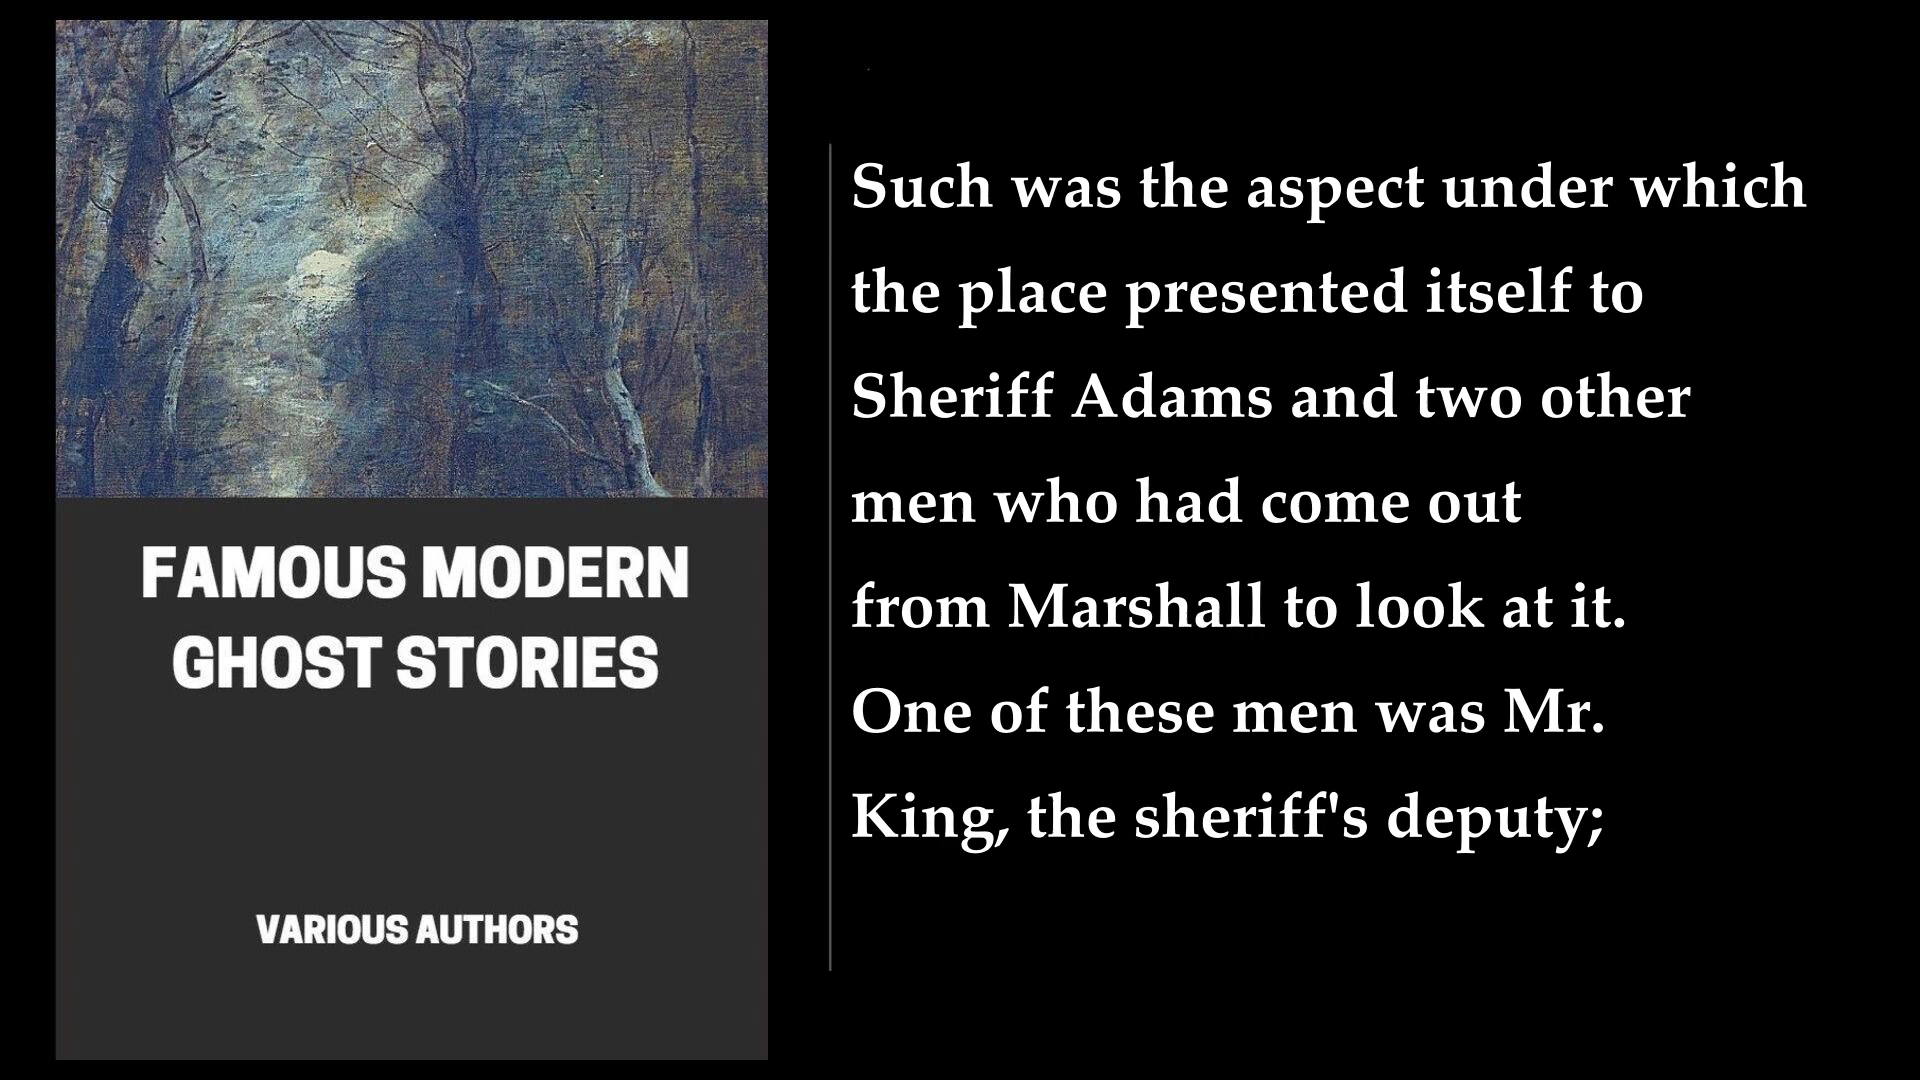 FAMOUS MODERN
GHOST STORIES
VARIOUS AUTHORS
Such was the aspect under which
the place presented itself to
Sheriff Adams and two other
men who had come out
from Marshall to look at it.
One of these men was Mr.
King, the sheriff's deputy;